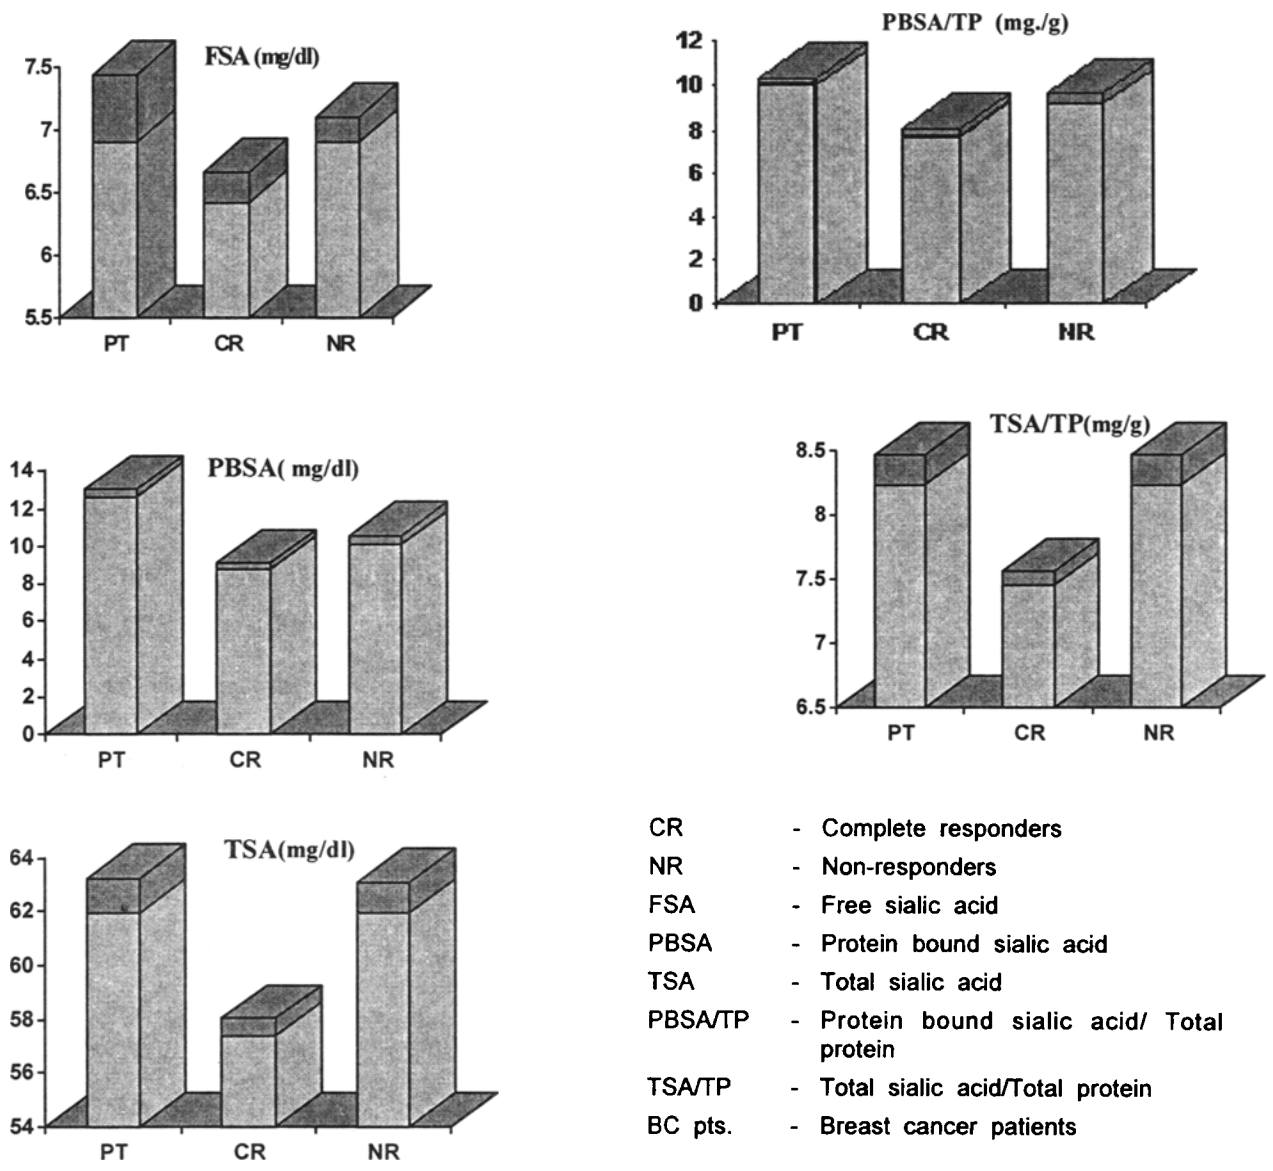 FSA (mg/dl)
7.5
7
6.5
6
5.5
PT CR NR
PBSA/TP (mg./g)
12
10
8
6
4
2
0
PT CR NR
PBSA( mg/dl)
14
12
10
8
6
4
2
0
PT CR NR
TSA/TP(mg/g)
8.5
8
7.5
7
6.5
PT CR NR
TSA(mg/dl)
64
62
60
58
56
54
PT CR NR
CR - Complete responders
NR - Non-responders
FSA - Free sialic acid
PBSA - Protein bound sialic acid
TSA - Total sialic acid
PBSA/TP - Protein bound sialic acid/ Total
protein
TSA/TP - Total sialic acid/Total protein
BC pts. - Breast cancer patients